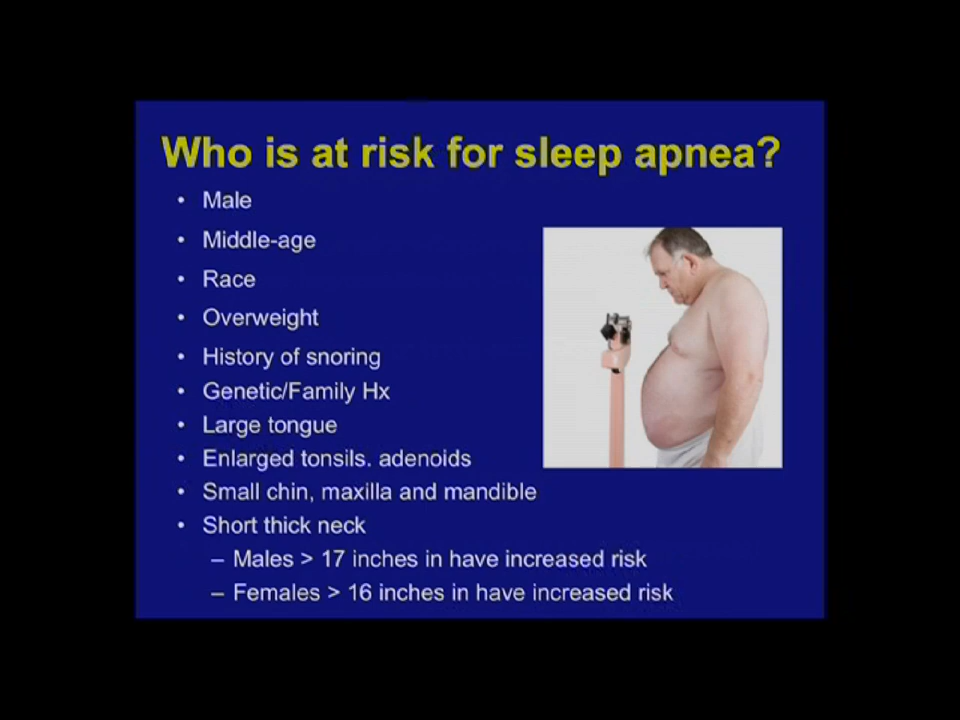 Who is at risk for sleep apnea?
• Male
• Middle-age
• Race
• Overweight
• History of snoring
• Genetic/Family Hx
• Large tongue
• Enlarged tonsils. adenoids
• Small chin, maxilla and mandible
• Short thick neck
– Males > 17 inches in have increased risk
– Females > 16 inches in have increased risk